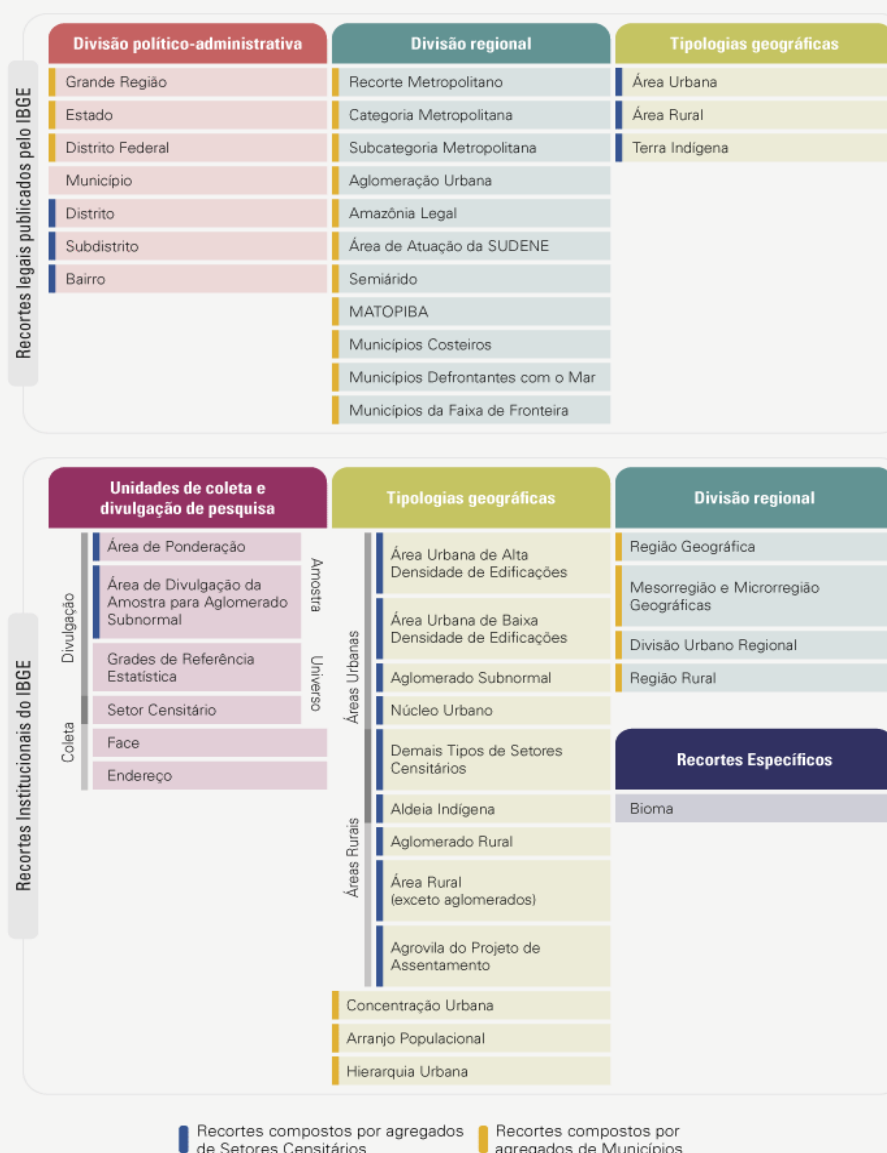 Recortes legais publicados pelo IBGE
Divisão político-administrativa
Grande Região
Estado
Distrito Federal
Município
Distrito
Subdistrito
Bairro
Divisão regional
Recorte Metropolitano
Categoria Metropolitana
Subcategoria Metropolitana
Aglomeração Urbana
Amazônia Legal
Área de Atuação da SUDENE
Semiárido
MATOPIBA
Municípios Costeiros
Municípios Defrontantes com o Mar
Municípios da Faixa de Fronteira
Tipologias geográficas
Área Urbana
Área Rural
Terra Indígena
Recortes Institucionais do IBGE
Unidades de coleta e
divulgação de pesquisa
Divulgação
Coleta
Área de Ponderação
Área de Divulgação da
Amostra para Aglomerado
Subnormal
Grades de Referência
Estatística
Setor Censitário
Face
Endereço
Amostra
Universo
Tipologias geográficas
Áreas Urbanas
Áreas Rurais
Área Urbana de Alta
Densidade de Edificações
Área Urbana de Baixa
Densidade de Edificações
Aglomerado Subnormal
Núcleo Urbano
Demais Tipos de Setores
Censitários
Aldeia Indígena
Aglomerado Rural
Área Rural
(exceto aglomerados)
Agrovila do Projeto de
Assentamento
Concentração Urbana
Arranjo Populacional
Hierarquia Urbana
Divisão regional
Região Geográfica
Mesorregião e Microrregião
Geográficas
Divisão Urbano Regional
Região Rural
Recortes Específicos
Bioma
Recortes compostos por agregados
de Setores Censitários
Recortes compostos por
agregados de Municípios